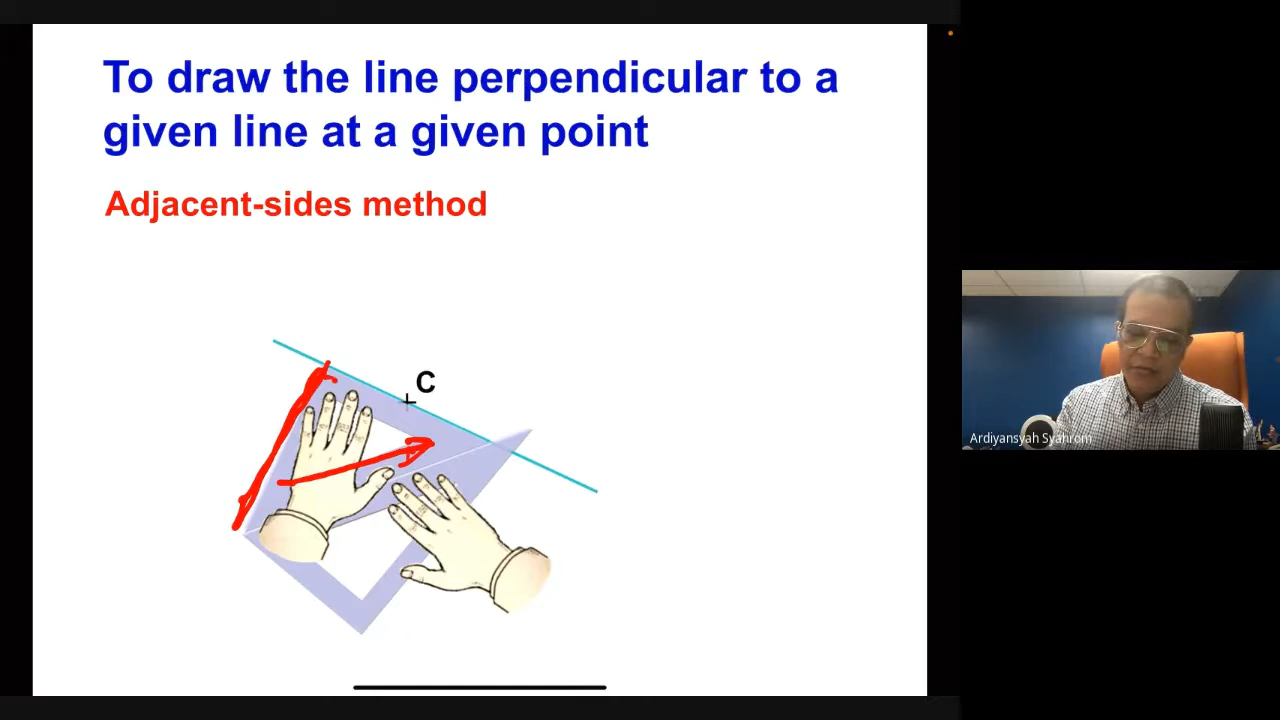 To draw the line perpendicular to a
given line at a given point
Adjacent-sides method
C
Ardiyansyah Syahrom